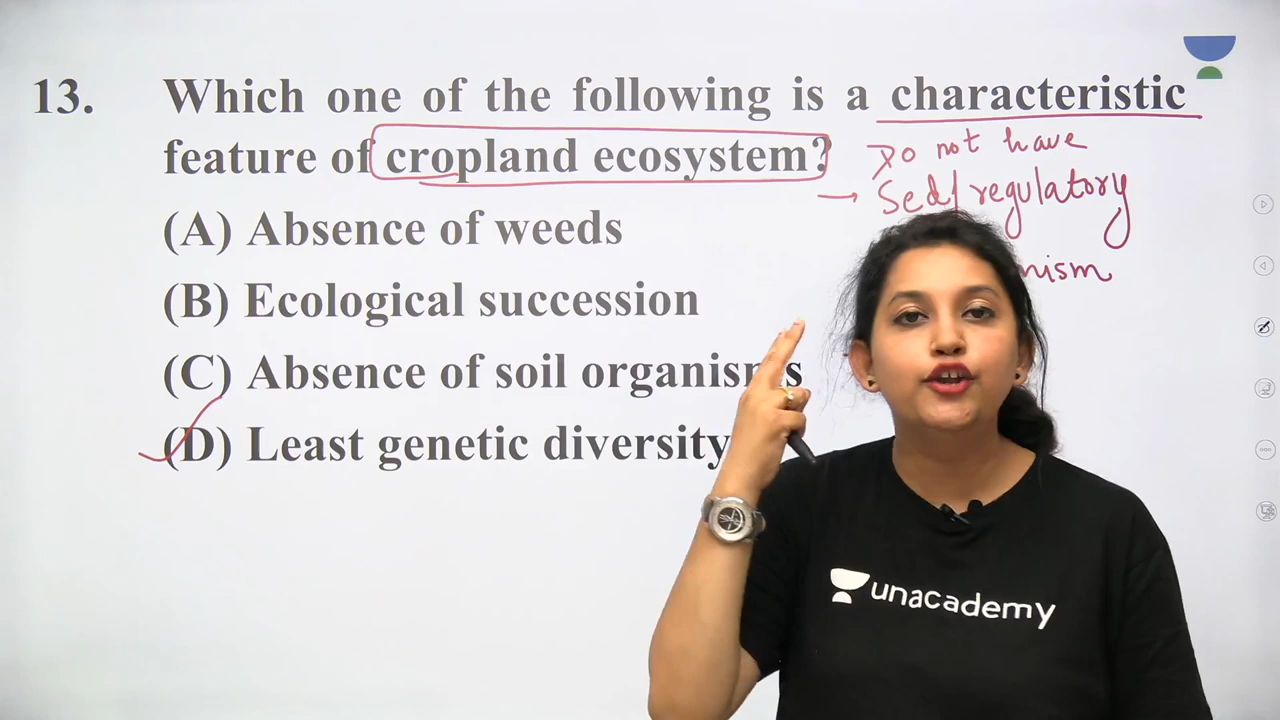 13. Which one of the following is a characteristic
feature of cropland ecosystem?
Do not have
→ Self regulatory
nism
(A) Absence of weeds
(B) Ecological succession
(C) Absence of soil organisms
(D) Least genetic diversity
unacademy